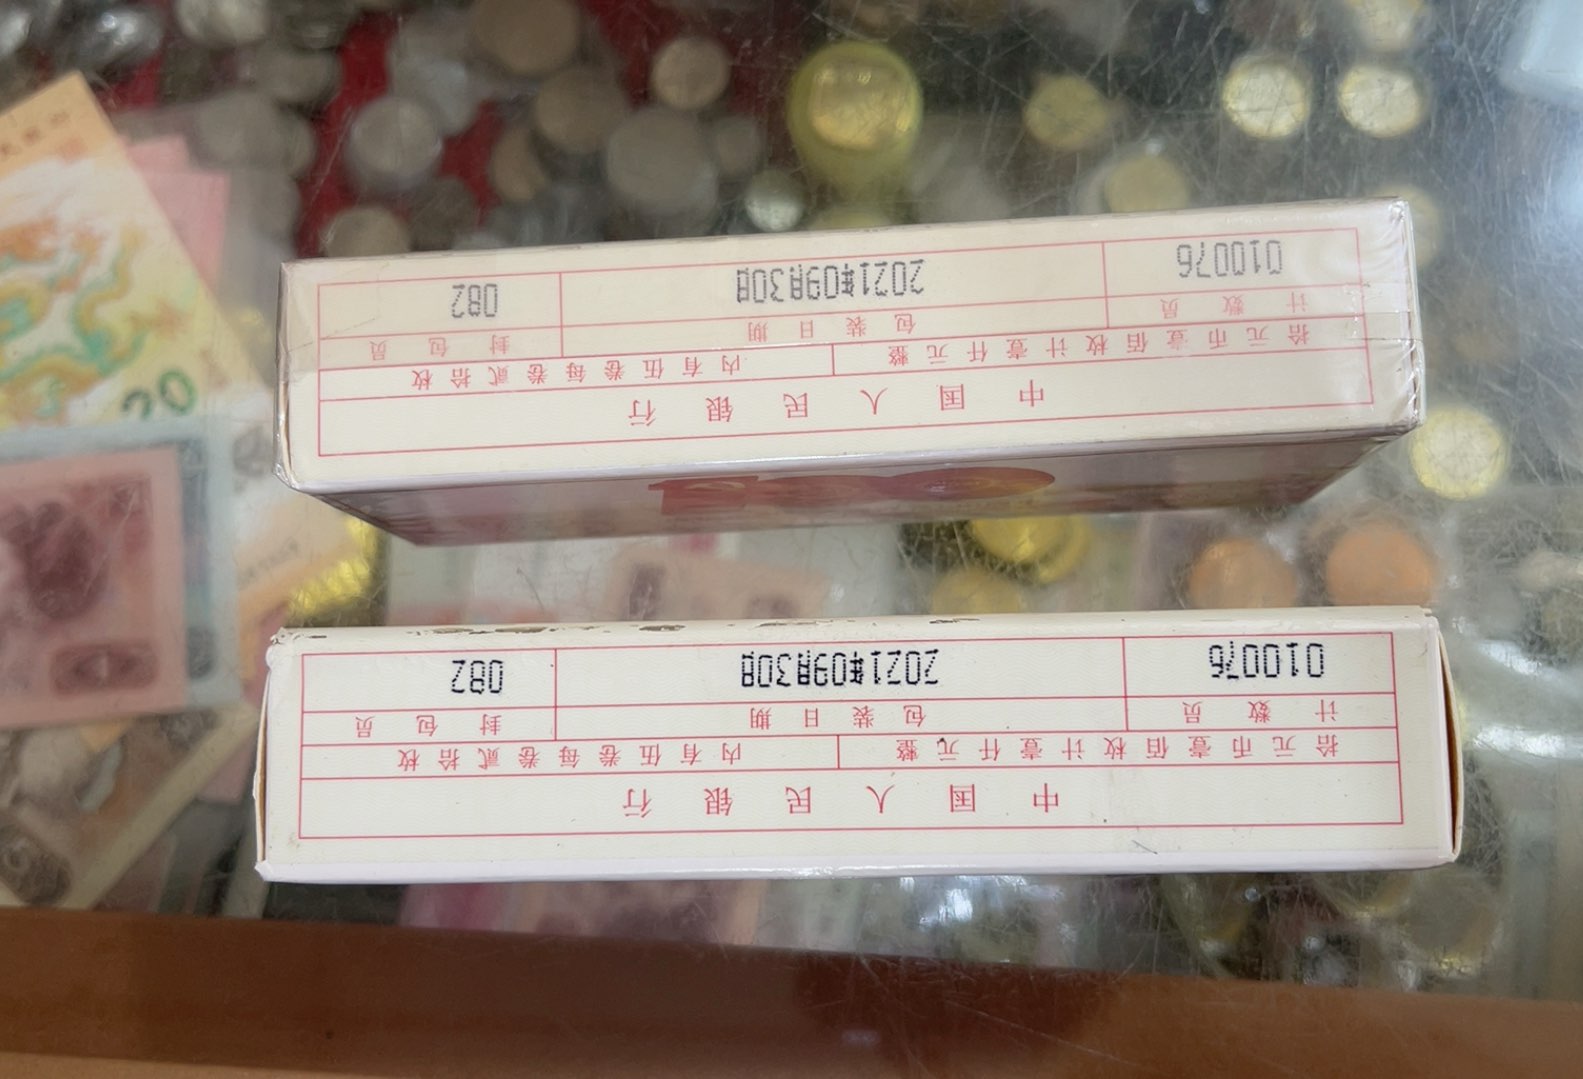 中国人民银行
拾元币壹佰枚计壹仟元整 内有伍卷每卷贰拾枚
计数员 包装日期 封包员
010076 2021年09月30日 082
中国人民银行
拾元币壹佰枚计壹仟元整 内有伍卷每卷贰拾枚
计数员 包装日期 封包员
010076 2021年09月30日 082
20